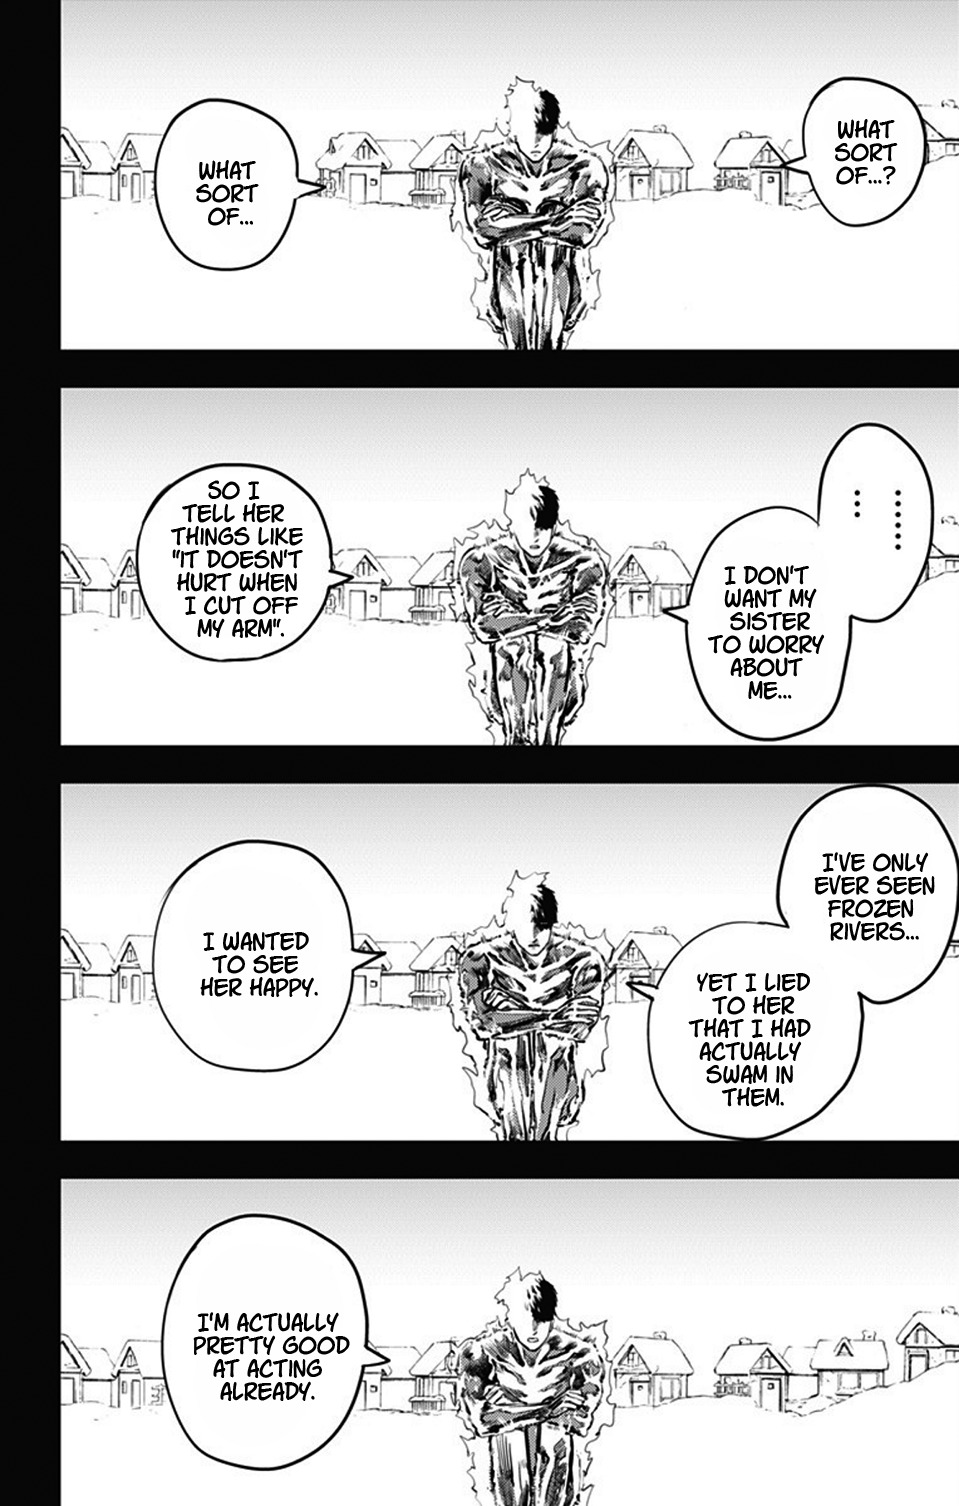 WHAT
SORT
OF...?
WHAT
SORT
OF...
I DON'T
WANT MY
SISTER
TO WORRY
ABOUT
ME...
SO I
TELL HER
THINGS LIKE
"IT DOESN'T
HURT WHEN
I CUT OFF
MY ARM".
I'VE ONLY
EVER SEEN
FROZEN
RIVERS...
YET I LIED
TO HER
THAT I HAD
ACTUALLY
SWAM IN
THEM.
I WANTED
TO SEE
HER HAPPY.
I'M ACTUALLY
PRETTY GOOD
AT ACTING
ALREADY.